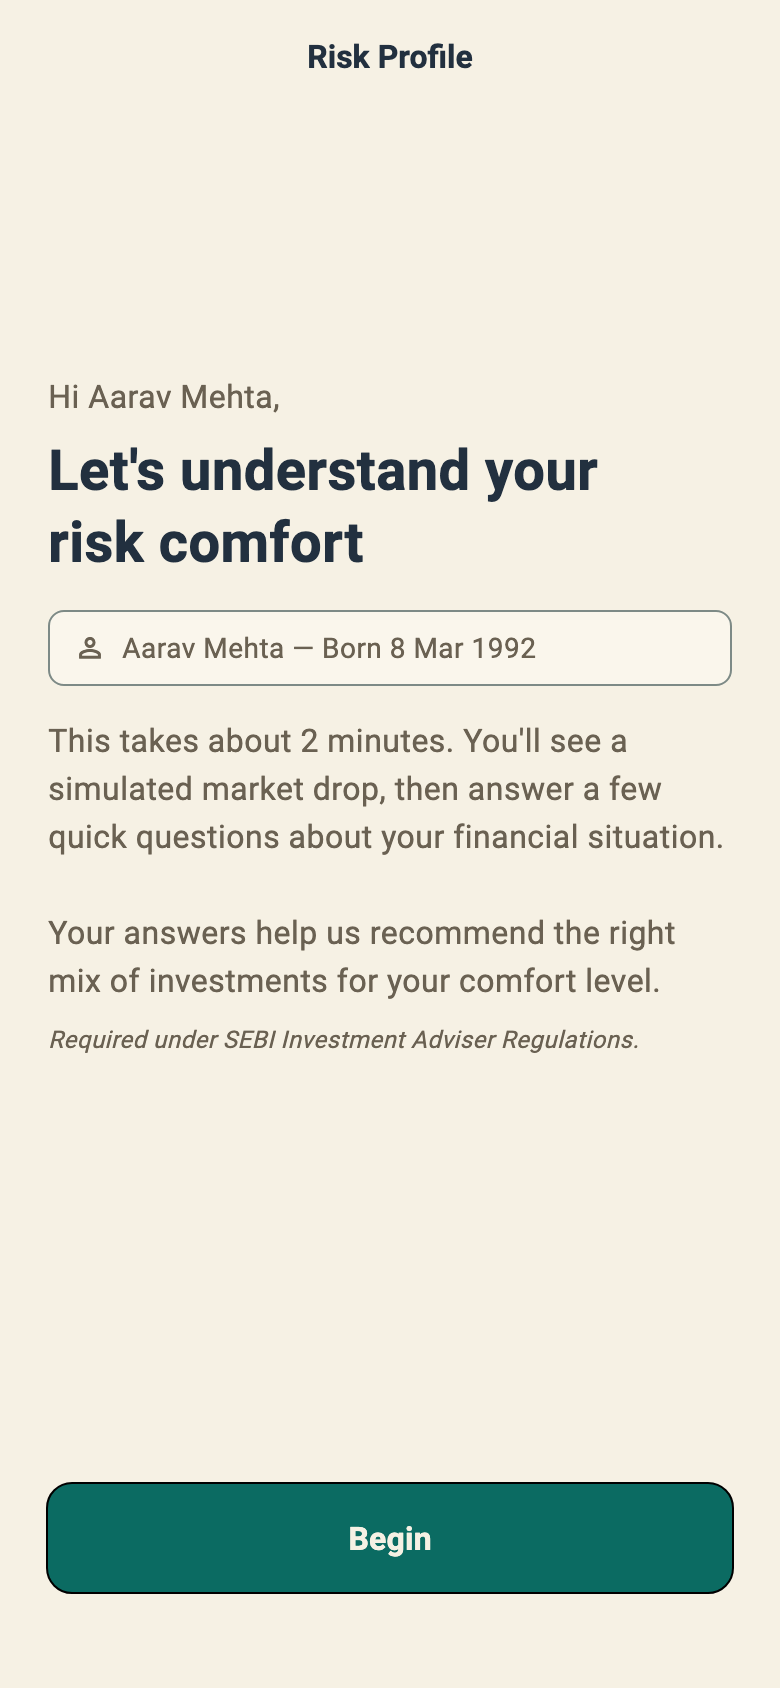 Risk Profile
Hi Aarav Mehta,
Let's understand your
risk comfort
Aarav Mehta — Born 8 Mar 1992
This takes about 2 minutes. You'll see a
simulated market drop, then answer a few
quick questions about your financial situation.
Your answers help us recommend the right
mix of investments for your comfort level.
Required under SEBI Investment Adviser Regulations.
Begin